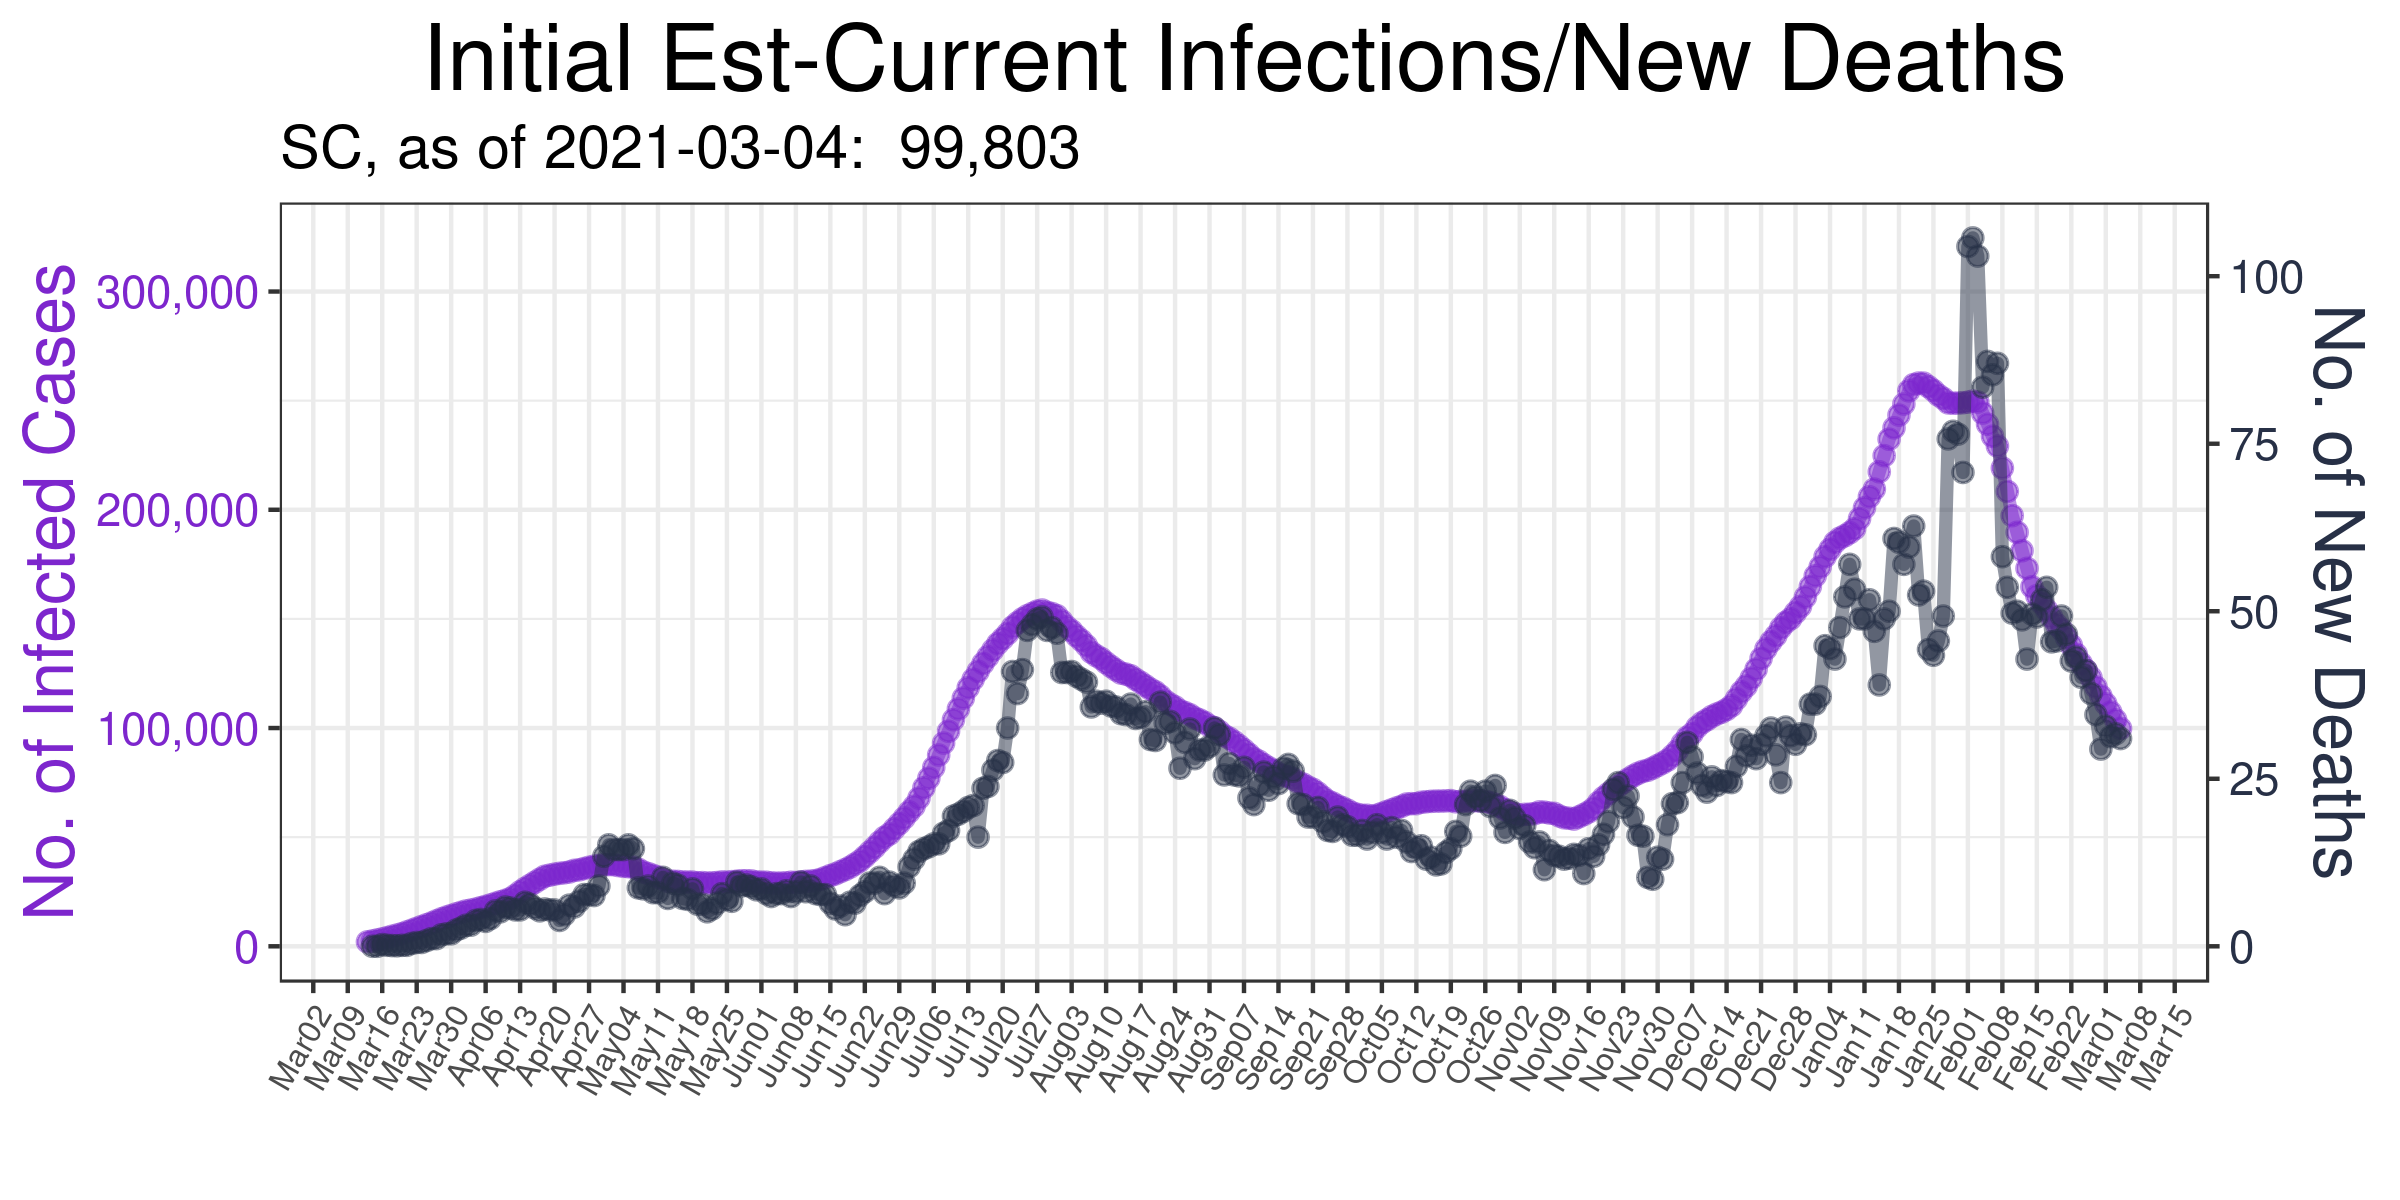 Initial Est-Current Infections/New Deaths
SC, as of 2021-03-04:  99,803
No. of Infected Cases
300,000
200,000
100,000
0
100
75
50
25
0
No. of New Deaths
Mar02
Mar09
Mar16
Mar23
Mar30
Apr06
Apr13
Apr20
Apr27
May04
May11
May18
May25
Jun01
Jun08
Jun15
Jun22
Jun29
Jul06
Jul13
Jul20
Jul27
Aug03
Aug10
Aug17
Aug24
Aug31
Sep07
Sep14
Sep21
Sep28
Oct05
Oct12
Oct19
Oct26
Nov02
Nov09
Nov16
Nov23
Nov30
Dec07
Dec14
Dec21
Dec28
Jan04
Jan11
Jan18
Jan25
Feb01
Feb08
Feb15
Feb22
Mar01
Mar08
Mar15